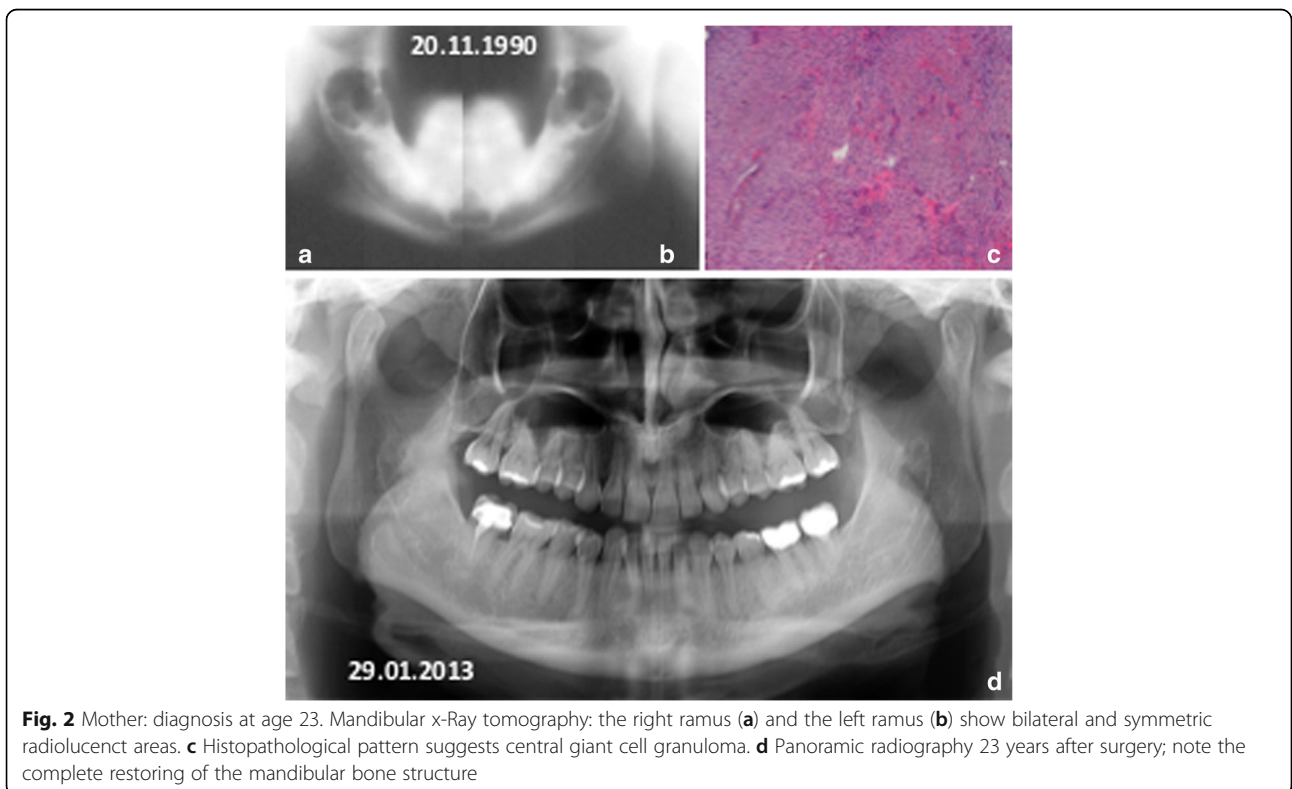 20.11.1990
a
b
c
29.01.2013
d
Fig. 2 Mother: diagnosis at age 23. Mandibular x-Ray tomography: the right ramus (a) and the left ramus (b) show bilateral and symmetric
radiolucenct areas. c Histopathological pattern suggests central giant cell granuloma. d Panoramic radiography 23 years after surgery; note the
complete restoring of the mandibular bone structure